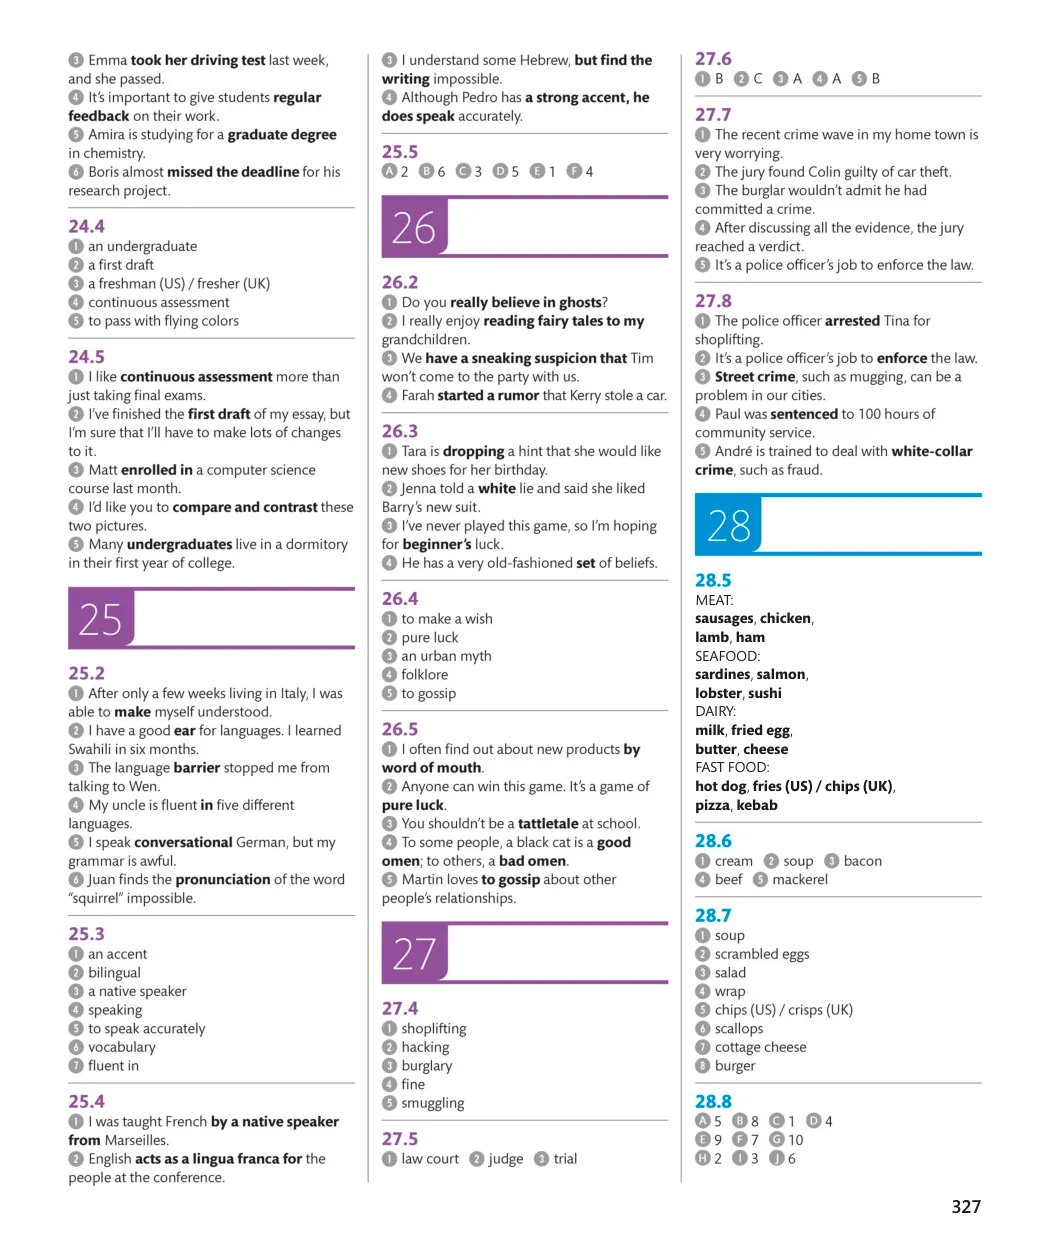 3 Emma took her driving test last week,
and she passed.
4 It’s important to give students regular
feedback on their work.
5 Amira is studying for a graduate degree
in chemistry.
6 Boris almost missed the deadline for his
research project.
24.4
1 an undergraduate
2 a first draft
3 a freshman (US) / fresher (UK)
4 continuous assessment
5 to pass with flying colors
24.5
1 I like continuous assessment more than
just taking final exams.
2 I’ve finished the first draft of my essay, but
I’m sure that I’ll have to make lots of changes
to it.
3 Matt enrolled in a computer science
course last month.
4 I’d like you to compare and contrast these
two pictures.
5 Many undergraduates live in a dormitory
in their first year of college.
25
25.2
1 After only a few weeks living in Italy, I was
able to make myself understood.
2 I have a good ear for languages. I learned
Swahili in six months.
3 The language barrier stopped me from
talking to Wen.
4 My uncle is fluent in five different
languages.
5 I speak conversational German, but my
grammar is awful.
6 Juan finds the pronunciation of the word
“squirrel” impossible.
25.3
1 an accent
2 bilingual
3 a native speaker
4 speaking
5 to speak accurately
6 vocabulary
7 fluent in
25.4
1 I was taught French by a native speaker
from Marseilles.
2 English acts as a lingua franca for the
people at the conference.
3 I understand some Hebrew, but find the
writing impossible.
4 Although Pedro has a strong accent, he
does speak accurately.
25.5
A 2 B 6 C 3 D 5 E 1 F 4
26
26.2
1 Do you really believe in ghosts?
2 I really enjoy reading fairy tales to my
grandchildren.
3 We have a sneaking suspicion that Tim
won’t come to the party with us.
4 Farah started a rumor that Kerry stole a car.
26.3
1 Tara is dropping a hint that she would like
new shoes for her birthday.
2 Jenna told a white lie and said she liked
Barry’s new suit.
3 I’ve never played this game, so I’m hoping
for beginner’s luck.
4 He has a very old-fashioned set of beliefs.
26.4
1 to make a wish
2 pure luck
3 an urban myth
4 folklore
5 to gossip
26.5
1 I often find out about new products by
word of mouth.
2 Anyone can win this game. It’s a game of
pure luck.
3 You shouldn’t be a tattletale at school.
4 To some people, a black cat is a good
omen; to others, a bad omen.
5 Martin loves to gossip about other
people’s relationships.
27
27.4
1 shoplifting
2 hacking
3 burglary
4 fine
5 smuggling
27.5
1 law court 2 judge 3 trial
27.6
1 B 2 C 3 A 4 A 5 B
27.7
1 The recent crime wave in my home town is
very worrying.
2 The jury found Colin guilty of car theft.
3 The burglar wouldn’t admit he had
committed a crime.
4 After discussing all the evidence, the jury
reached a verdict.
5 It’s a police officer’s job to enforce the law.
27.8
1 The police officer arrested Tina for
shoplifting.
2 It’s a police officer’s job to enforce the law.
3 Street crime, such as mugging, can be a
problem in our cities.
4 Paul was sentenced to 100 hours of
community service.
5 André is trained to deal with white-collar
crime, such as fraud.
28
28.5
MEAT:
sausages, chicken,
lamb, ham
SEAFOOD:
sardines, salmon,
lobster, sushi
DAIRY:
milk, fried egg,
butter, cheese
FAST FOOD:
hot dog, fries (US) / chips (UK),
pizza, kebab
28.6
1 cream 2 soup 3 bacon
4 beef 5 mackerel
28.7
1 soup
2 scrambled eggs
3 salad
4 wrap
5 chips (US) / crisps (UK)
6 scallops
7 cottage cheese
8 burger
28.8
A 5 B 8 C 1 D 4
E 9 F 7 G 10
H 2 I 3 J 6
327